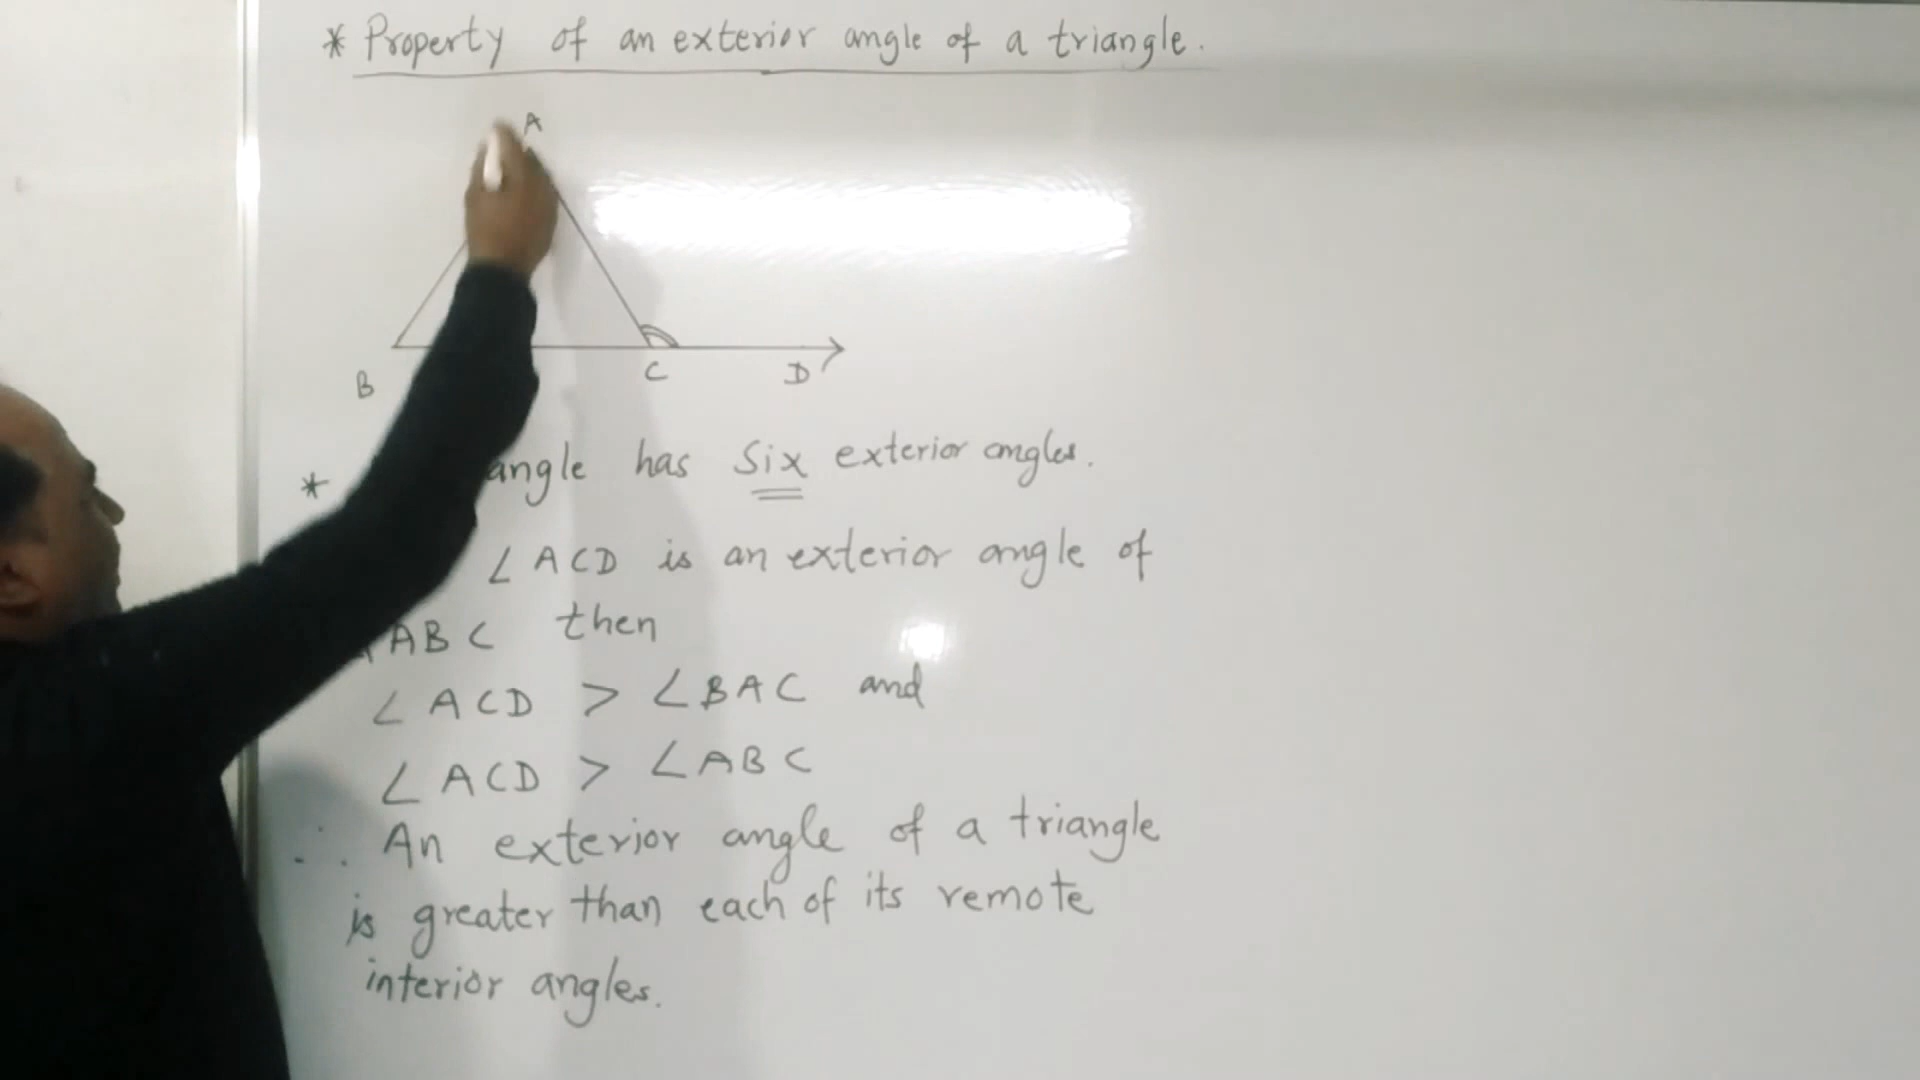 * Property of an exterior angle of a triangle.
A
B C D
* angle has Six exterior angles.
∠ACD is an exterior angle of
ABC then
∠ACD > ∠BAC and
∠ACD > ∠ABC
∴ An exterior angle of a triangle
is greater than each of its remote
interior angles.